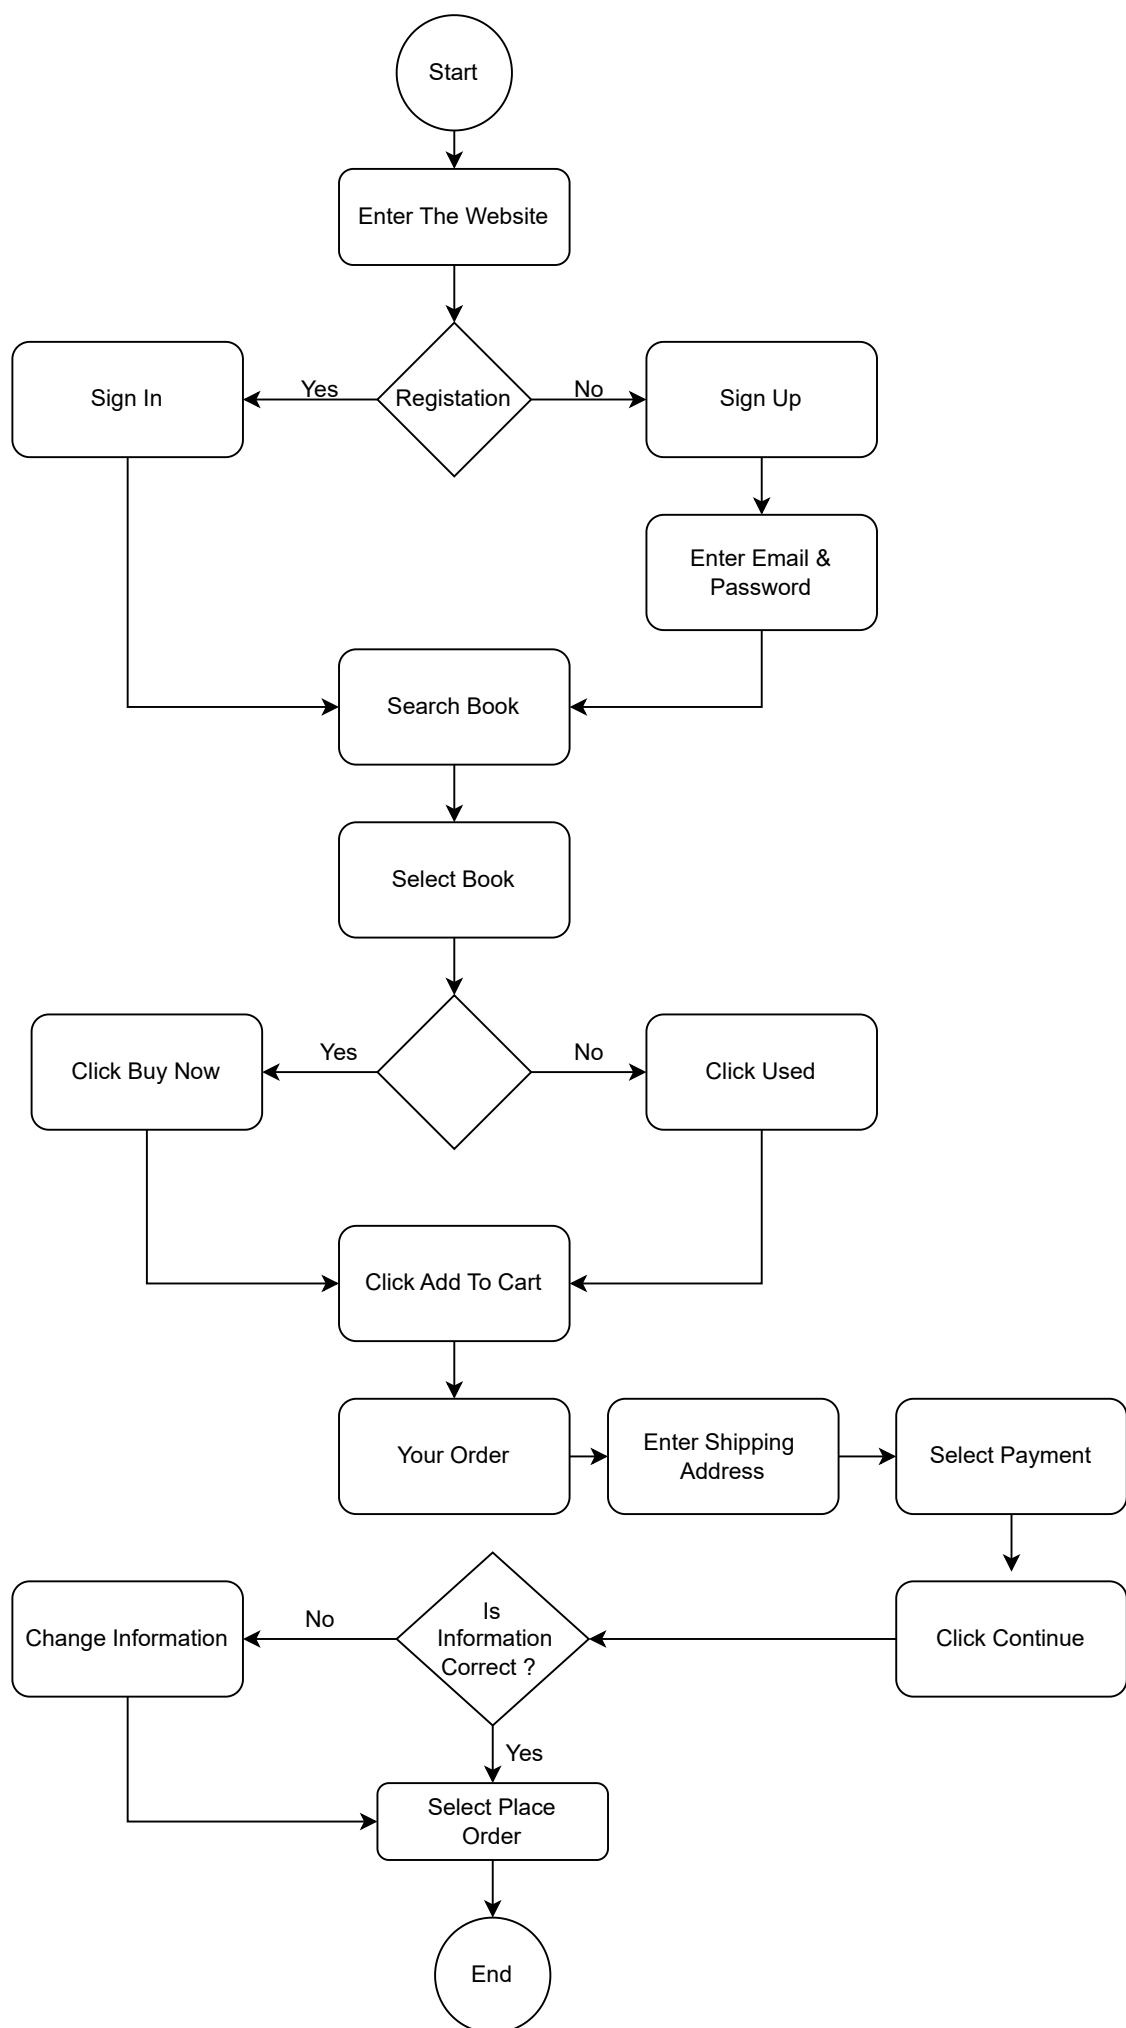 Start
Enter The Website
Sign In
Yes
Registation
No
Sign Up
Enter Email &
Password
Search Book
Select Book
Click Buy Now
Yes
No
Click Used
Click Add To Cart
Your Order
Enter Shipping
Address
Select Payment
Change Information
No
Is
Information
Correct ?
Click Continue
Yes
Select Place
Order
End